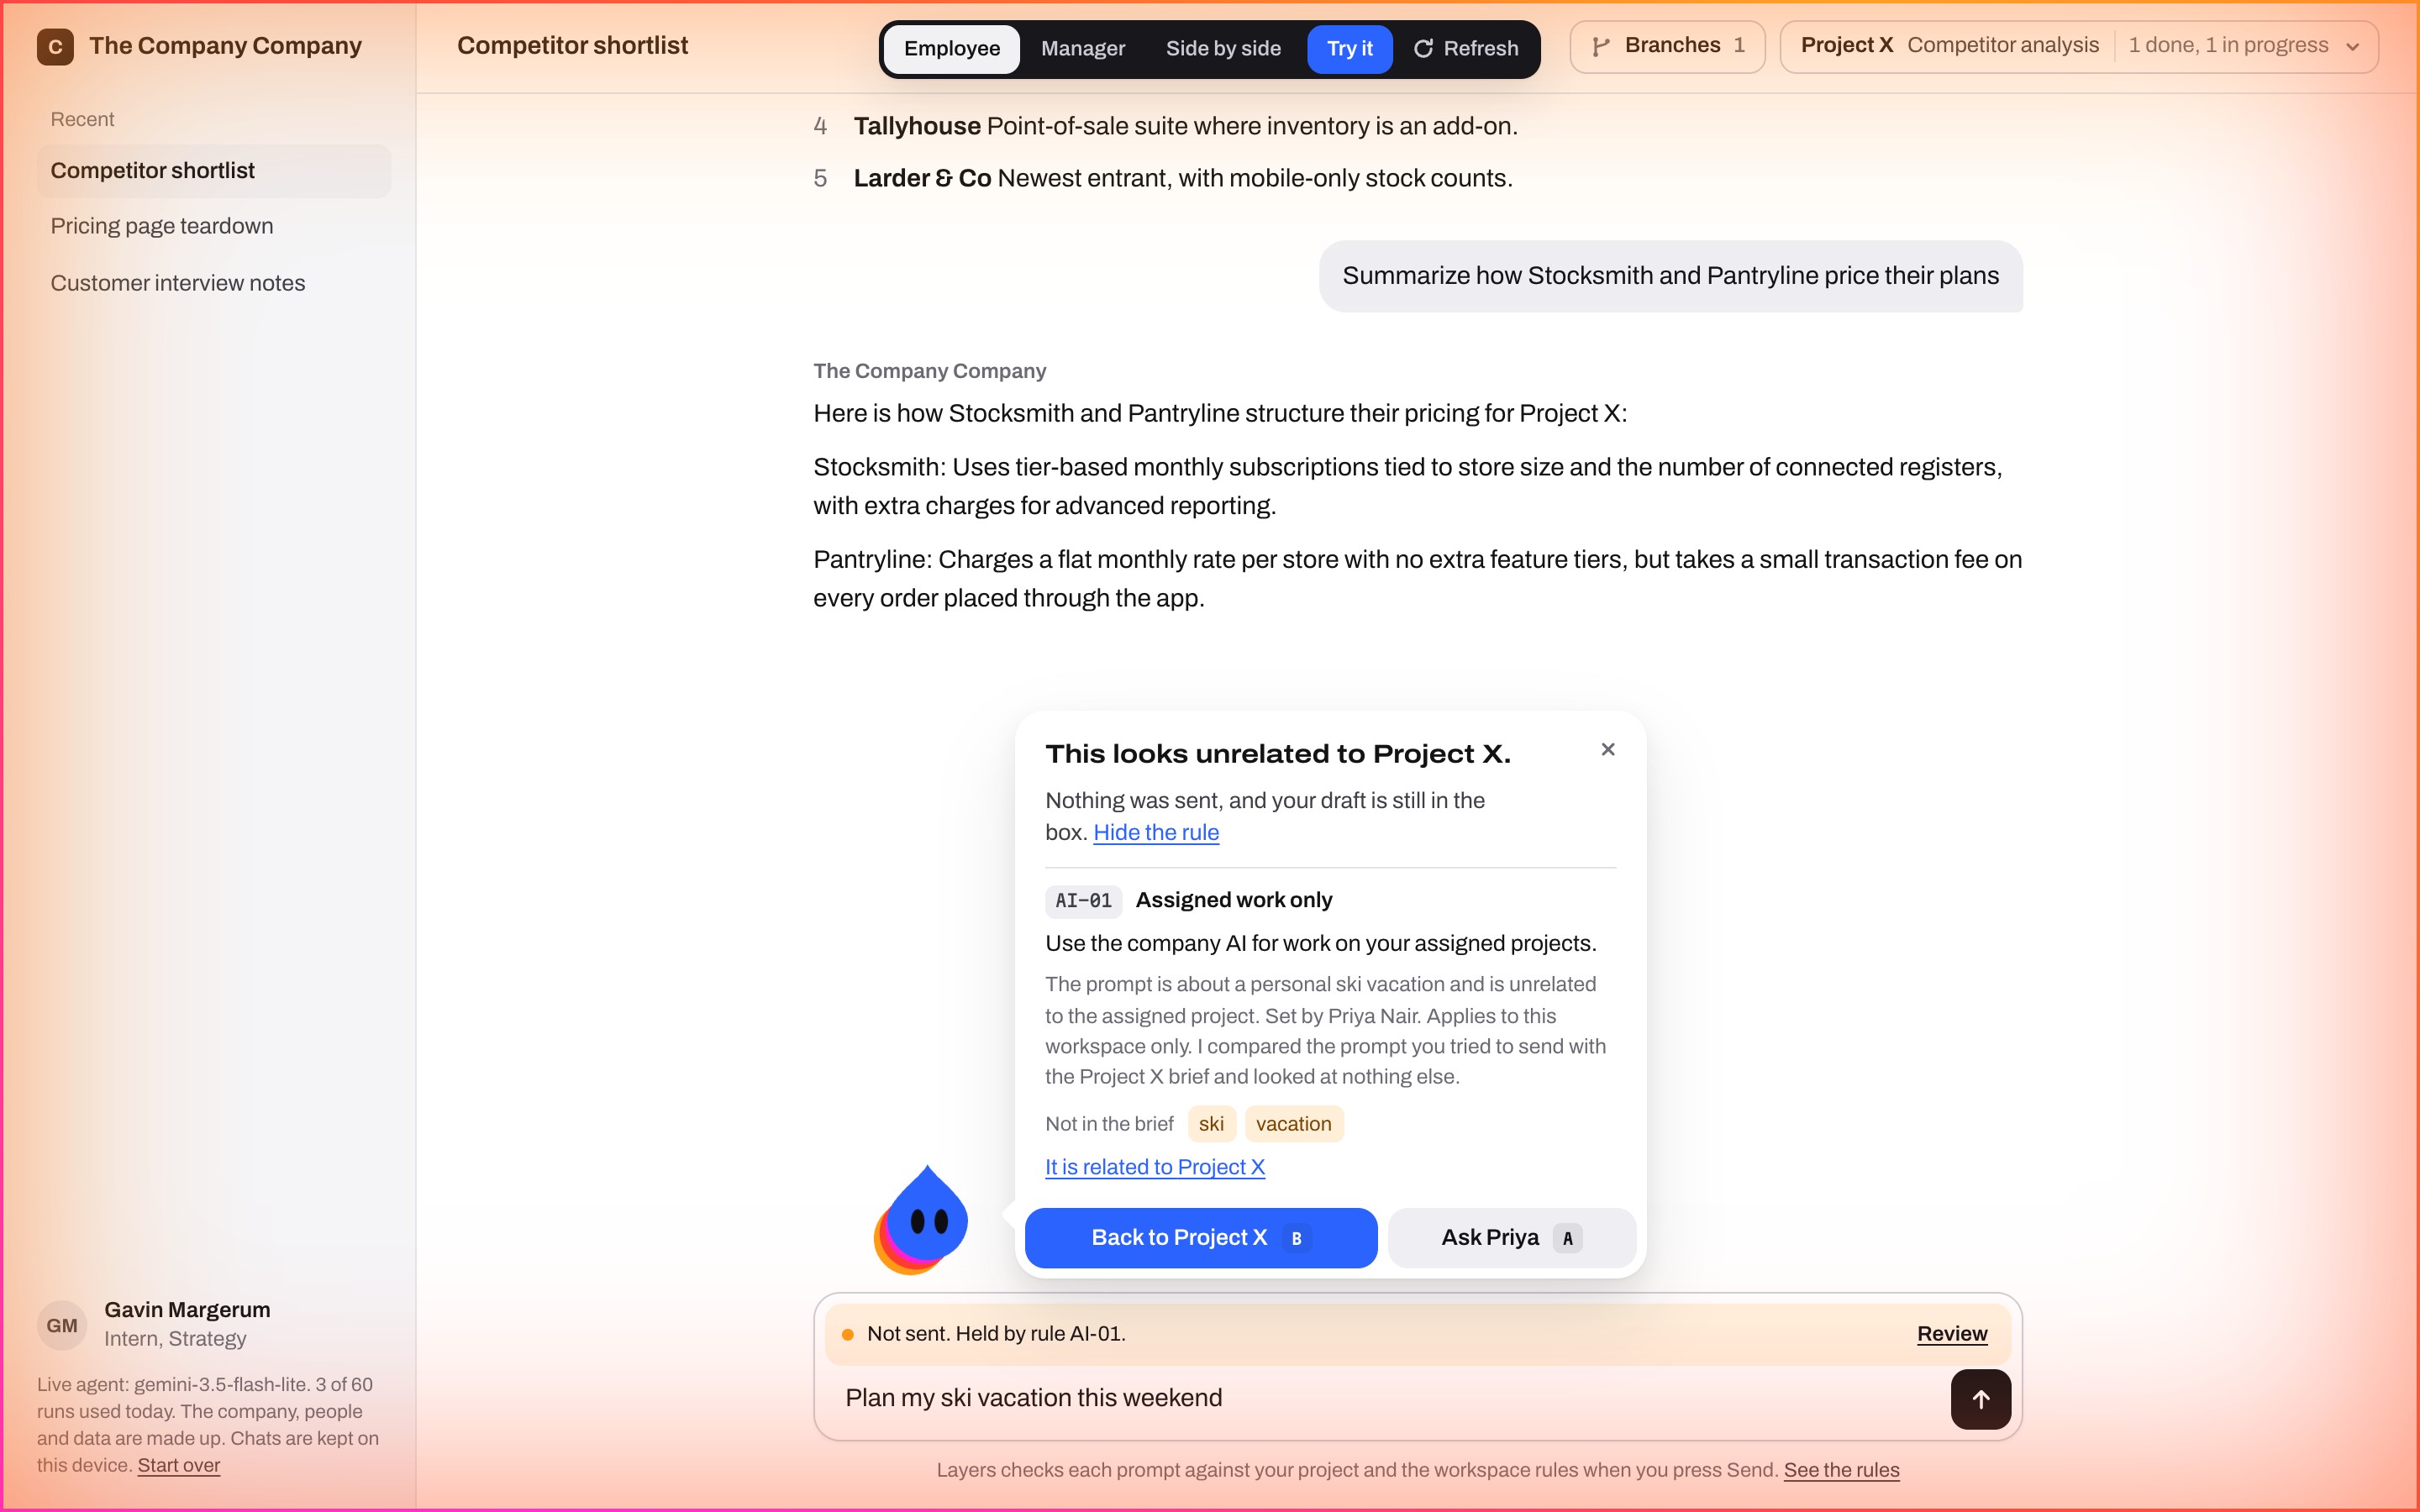 C The Company Company
Recent
Competitor shortlist
Pricing page teardown
Customer interview notes
GM
Gavin Margerum
Intern, Strategy
Live agent: gemini-3.5-flash-lite. 3 of 60
runs used today. The company, people
and data are made up. Chats are kept on
this device. Start over
Competitor shortlist
Employee Manager Side by side Try it Refresh
Branches 1
Project X Competitor analysis 1 done, 1 in progress
4 Tallyhouse Point-of-sale suite where inventory is an add-on.
5 Larder & Co Newest entrant, with mobile-only stock counts.
Summarize how Stocksmith and Pantryline price their plans
The Company Company
Here is how Stocksmith and Pantryline structure their pricing for Project X:
Stocksmith: Uses tier-based monthly subscriptions tied to store size and the number of connected registers,
with extra charges for advanced reporting.
Pantryline: Charges a flat monthly rate per store with no extra feature tiers, but takes a small transaction fee on
every order placed through the app.
This looks unrelated to Project X.
Nothing was sent, and your draft is still in the
box. Hide the rule
AI-01 Assigned work only
Use the company AI for work on your assigned projects.
The prompt is about a personal ski vacation and is unrelated
to the assigned project. Set by Priya Nair. Applies to this
workspace only. I compared the prompt you tried to send with
the Project X brief and looked at nothing else.
Not in the brief ski vacation
It is related to Project X
Back to Project X B
Ask Priya A
Not sent. Held by rule AI-01. Review
Plan my ski vacation this weekend
Layers checks each prompt against your project and the workspace rules when you press Send. See the rules